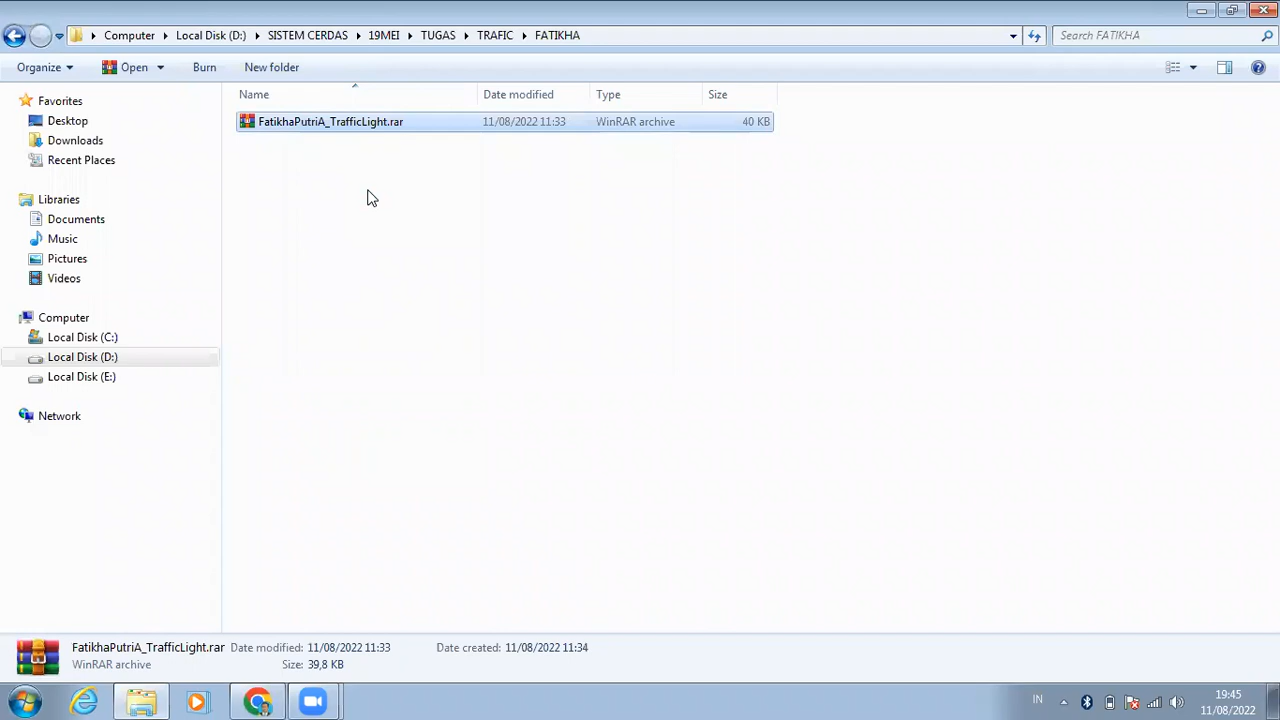 Computer Local Disk (D:) SISTEM CERDAS 19MEI TUGAS TRAFIC FATIKHA Search FATIKHA
Organize Open Burn New folder
Name Date modified Type Size
FatikhaPutriA_TrafficLight.rar 11/08/2022 11:33 WinRAR archive 40 KB
Favorites
Desktop
Downloads
Recent Places
Libraries
Documents
Music
Pictures
Videos
Computer
Local Disk (C:)
Local Disk (D:)
Local Disk (E:)
Network
FatikhaPutriA_TrafficLight.rar Date modified: 11/08/2022 11:33 Date created: 11/08/2022 11:34
WinRAR archive Size: 39,8 KB
IN 19:45
11/08/2022